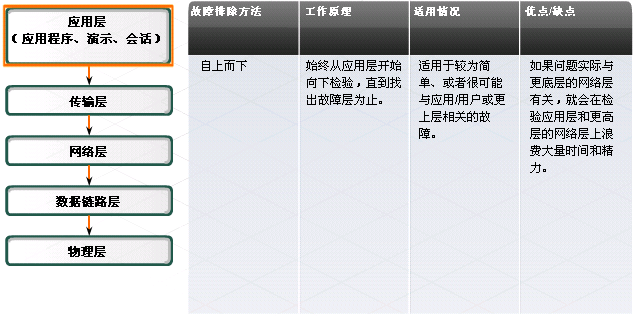 应用层
（应用程序、演示、会话）
传输层
网络层
数据链路层
物理层
故障排除方法
工作原理
适用情况
优点/缺点
自上而下
始终从应用层开始
向下检验，直到找
出故障层为止。
适用于较为简
单、或者很可能
与应用/用户或更
上层相关的故
障。
如果问题实际与
更底层的网络层
有关，就会在检
验应用层和更高
层的网络层上浪
费大量时间和精
力。